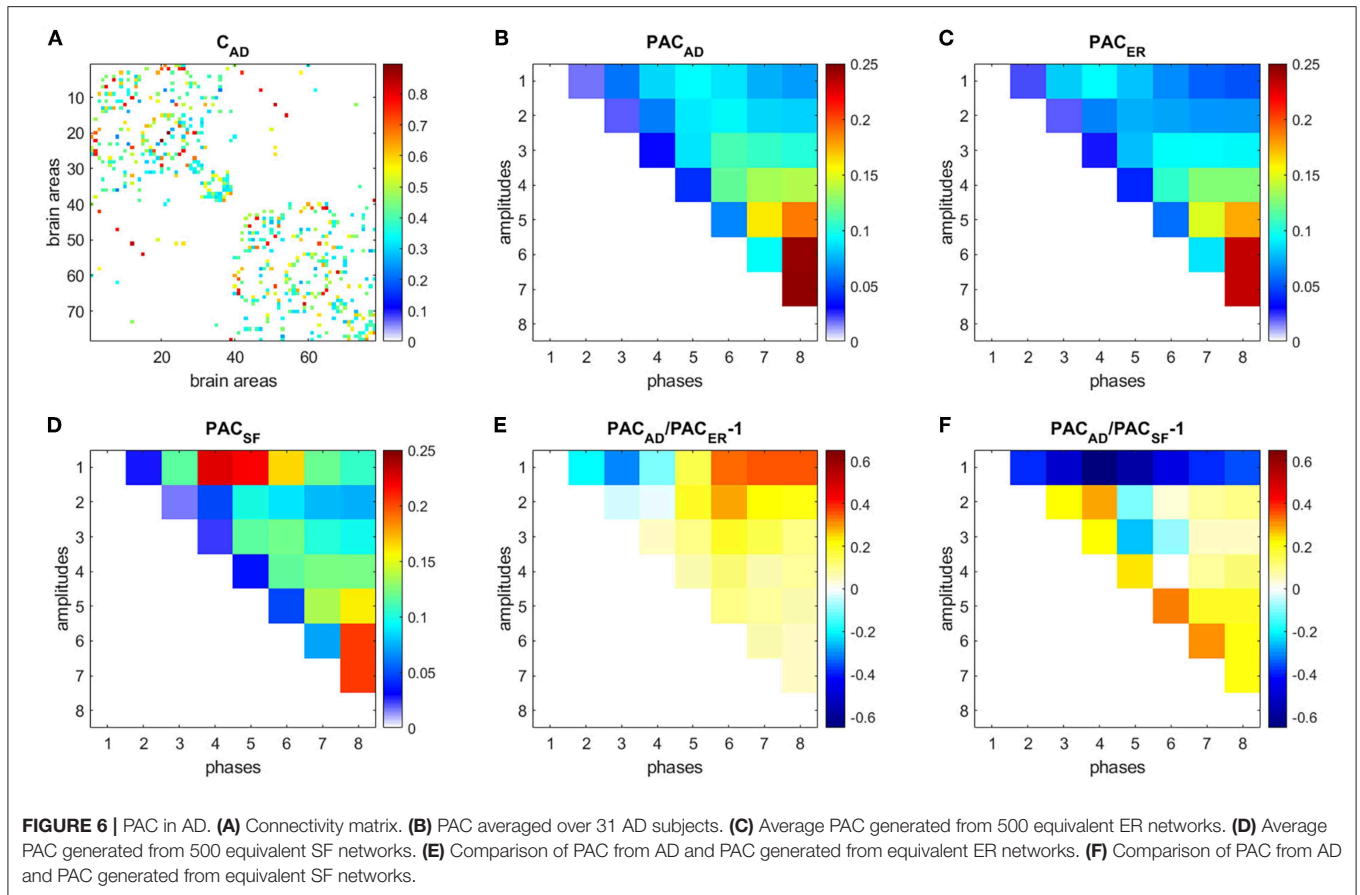 A
C_AD
brain areas
10
20
30
40
50
60
70
20 40 60
brain areas
0.8
0.7
0.6
0.5
0.4
0.3
0.2
0.1
0
B
PAC_AD
amplitudes
1
2
3
4
5
6
7
8
1 2 3 4 5 6 7 8
phases
0.25
0.2
0.15
0.1
0.05
0
C
PAC_ER
amplitudes
1
2
3
4
5
6
7
8
1 2 3 4 5 6 7 8
phases
0.25
0.2
0.15
0.1
0.05
0
D
PAC_SF
amplitudes
1
2
3
4
5
6
7
8
1 2 3 4 5 6 7 8
phases
0.25
0.2
0.15
0.1
0.05
0
E
PAC_AD/PAC_ER-1
amplitudes
1
2
3
4
5
6
7
8
1 2 3 4 5 6 7 8
phases
0.6
0.4
0.2
0
-0.2
-0.4
-0.6
F
PAC_AD/PAC_SF-1
amplitudes
1
2
3
4
5
6
7
8
1 2 3 4 5 6 7 8
phases
0.6
0.4
0.2
0
-0.2
-0.4
-0.6
FIGURE 6 | PAC in AD. (A) Connectivity matrix. (B) PAC averaged over 31 AD subjects. (C) Average PAC generated from 500 equivalent ER networks. (D) Average
PAC generated from 500 equivalent SF networks. (E) Comparison of PAC from AD and PAC generated from equivalent ER networks. (F) Comparison of PAC from AD
and PAC generated from equivalent SF networks.